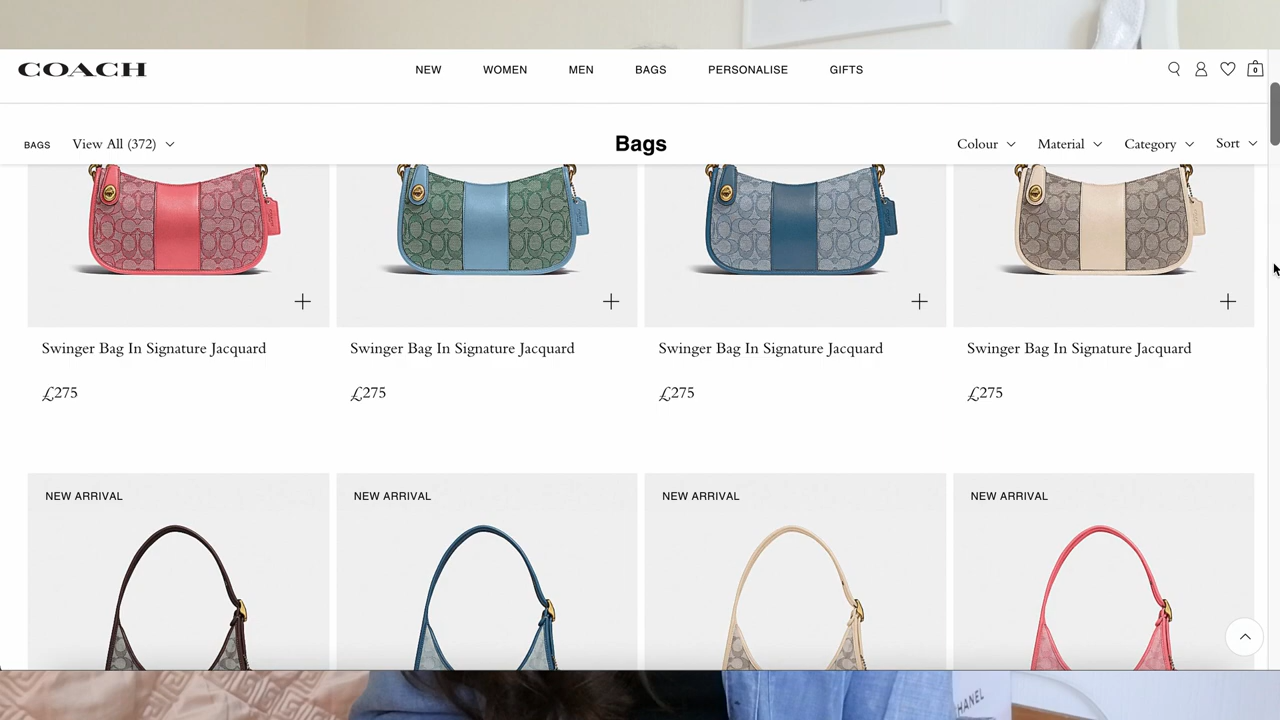 COACH
NEW WOMEN MEN BAGS PERSONALISE GIFTS
0
BAGS View All (372) Bags Colour Material Category Sort
Swinger Bag In Signature Jacquard Swinger Bag In Signature Jacquard Swinger Bag In Signature Jacquard Swinger Bag In Signature Jacquard
£275 £275 £275 £275
NEW ARRIVAL NEW ARRIVAL NEW ARRIVAL NEW ARRIVAL
HANEL